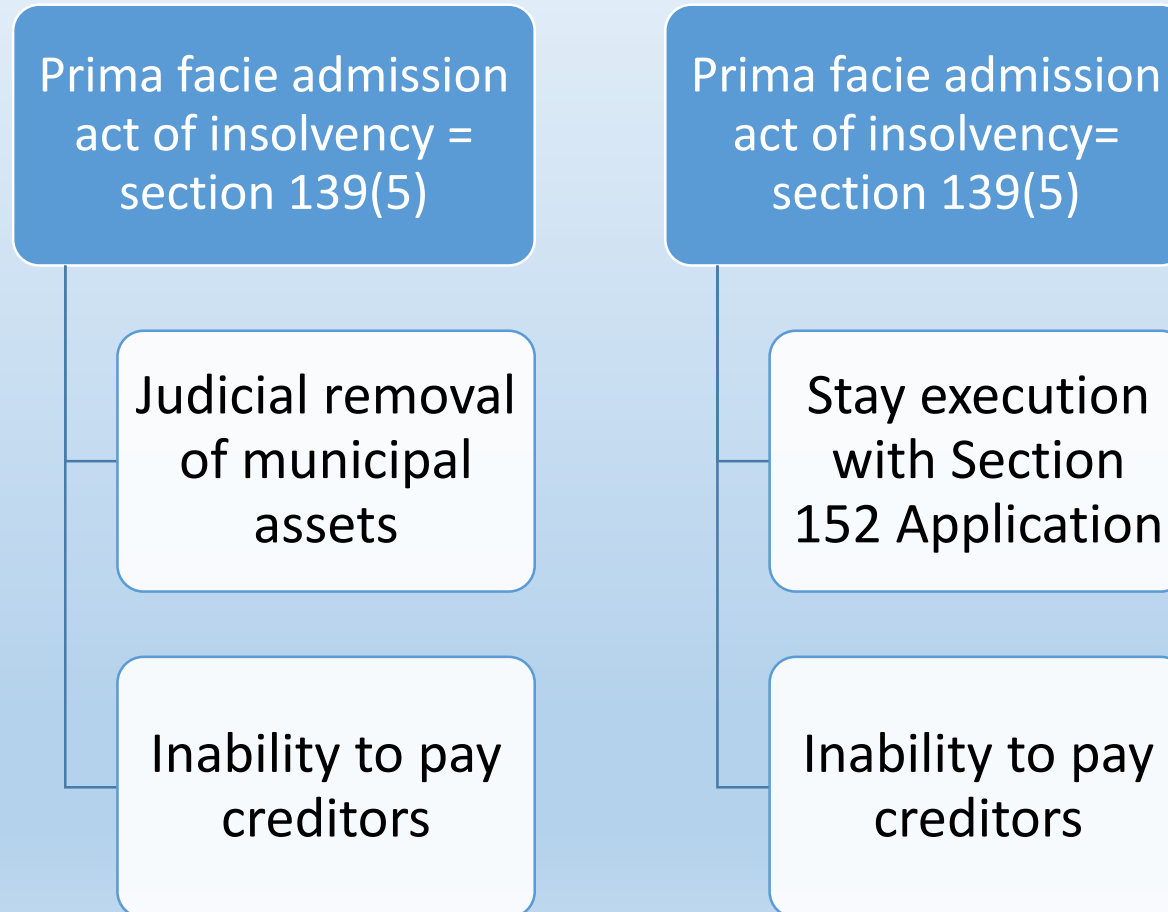 Prima facie admission
act of insolvency =
section 139(5)
Judicial removal
of municipal
assets
Inability to pay
creditors
Prima facie admission
act of insolvency=
section 139(5)
Stay execution
with Section
152 Application
Inability to pay
creditors